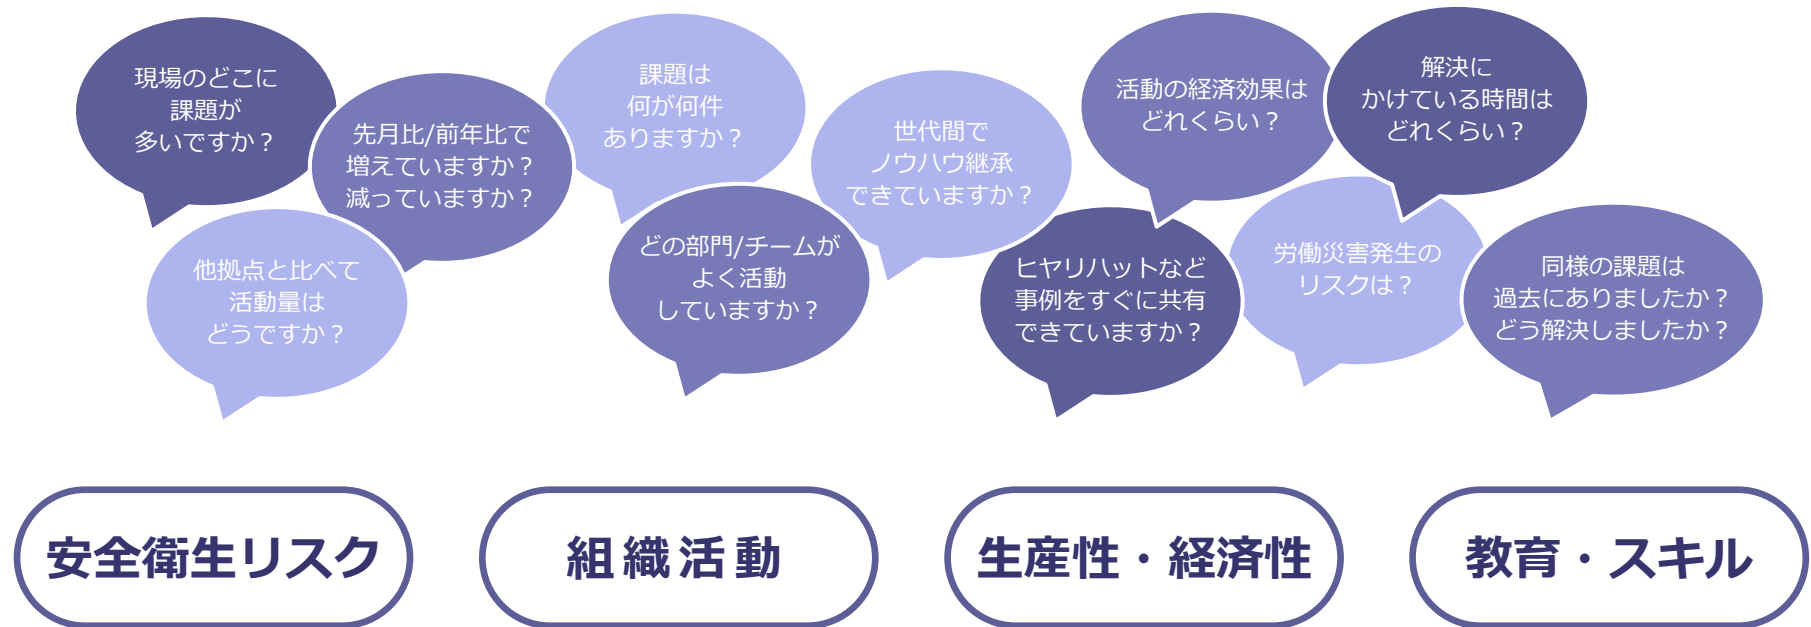 現場のどこに
課題が
多いですか？
先月比/前年比で
増えていますか？
減っていますか？
他拠点と比べて
活動量は
どうですか？
課題は
何が何件
ありますか？
どの部門/チームが
よく活動
していますか？
世代間で
ノウハウ継承
できていますか？
活動の経済効果は
どれくらい？
ヒヤリハットなど
事例をすぐに共有
できていますか？
解決に
かけている時間は
どれくらい？
労働災害発生の
リスクは？
同様の課題は
過去にありましたか？
どう解決しましたか？
安全衛生リスク
組織活動
生産性・経済性
教育・スキル